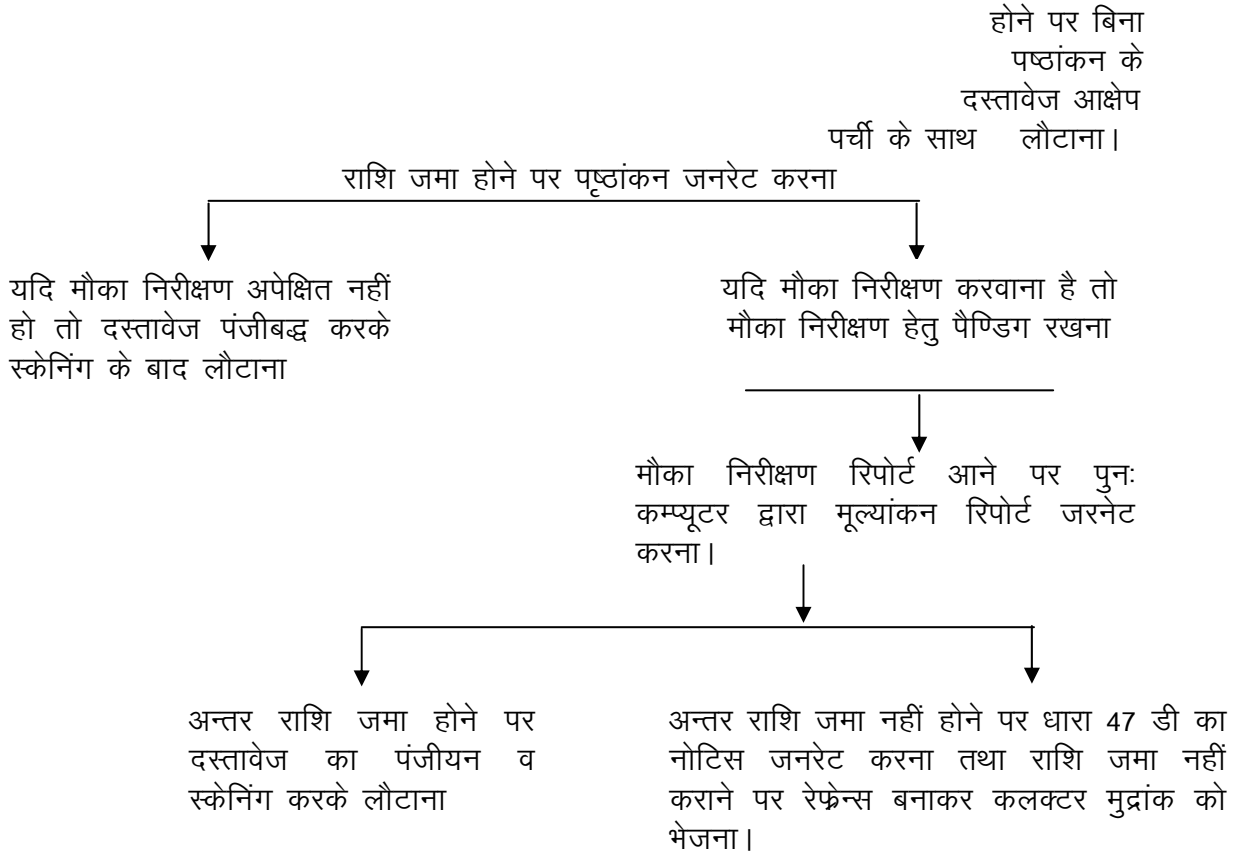 होने पर बिना
पष्ठांकन के
दस्तावेज आक्षेप
पर्ची के साथ लौटाना।
राशि जमा होने पर पृष्ठांकन जनरेट करना
यदि मौका निरीक्षण अपेक्षित नहीं
हो तो दस्तावेज पंजीबद्ध करके
स्केनिंग के बाद लौटाना
यदि मौका निरीक्षण करवाना है तो
मौका निरीक्षण हेतु पैण्डिग रखना
मौका निरीक्षण रिपोर्ट आने पर पुनः
कम्प्यूटर द्वारा मूल्यांकन रिपोर्ट जरनेट
करना।
अन्तर राशि जमा होने पर
दस्तावेज का पंजीयन व
स्केनिंग करके लौटाना
अन्तर राशि जमा नहीं होने पर धारा 47 डी का
नोटिस जनरेट करना तथा राशि जमा नहीं
कराने पर रेफ्रेन्स बनाकर कलक्टर मुद्रांक को
भेजना।